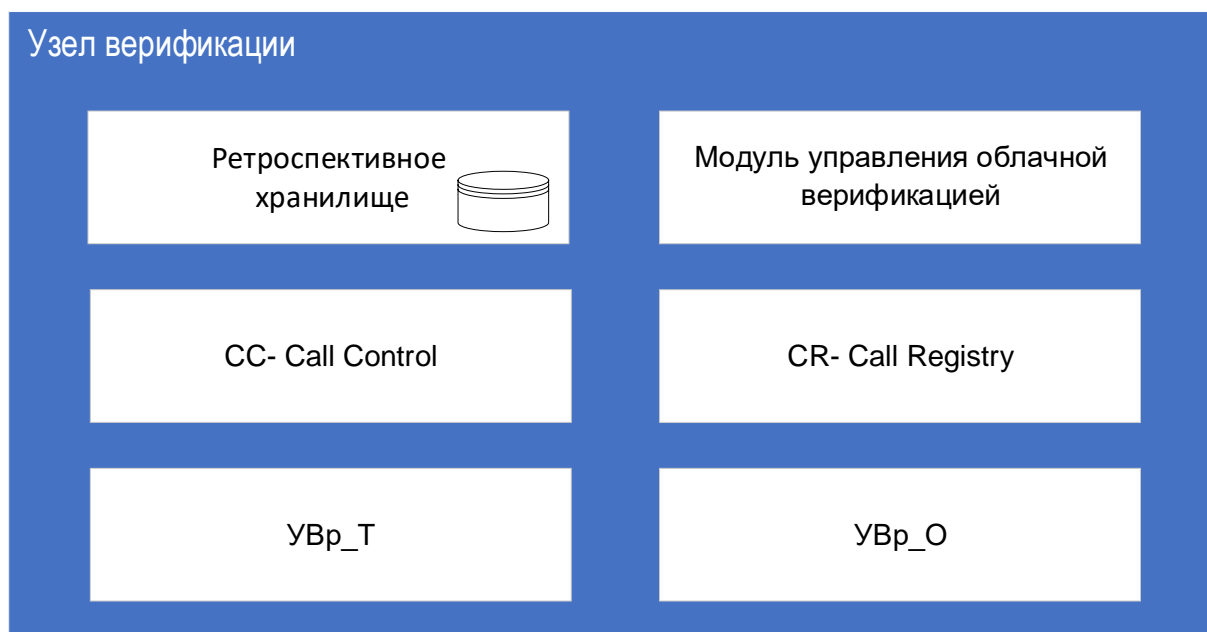 Узел верификации
Ретроспективное
хранилище
Модуль управления облачной
верификацией
CC- Call Control
CR- Call Registry
УВр_Т
УВр_О